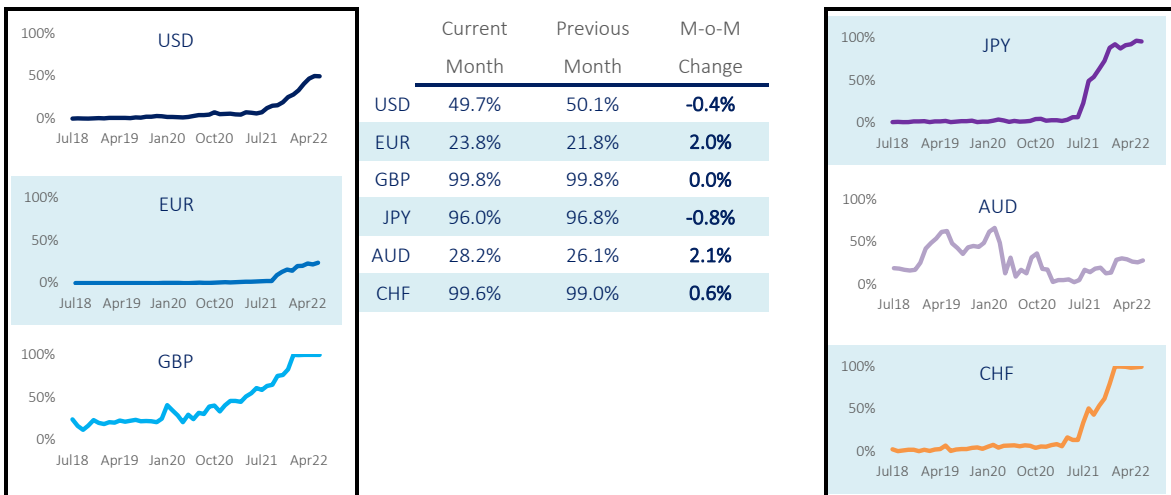 USD
100%
50%
0%
Jul18 Apr19 Jan20 Oct20 Jul21 Apr22
EUR
100%
50%
0%
Jul18 Apr19 Jan20 Oct20 Jul21 Apr22
GBP
100%
50%
0%
Jul18 Apr19 Jan20 Oct20 Jul21 Apr22
Current Previous M-o-M
Month Month Change
USD 49.7% 50.1% -0.4%
EUR 23.8% 21.8% 2.0%
GBP 99.8% 99.8% 0.0%
JPY 96.0% 96.8% -0.8%
AUD 28.2% 26.1% 2.1%
CHF 99.6% 99.0% 0.6%
JPY
100%
50%
0%
Jul18 Apr19 Jan20 Oct20 Jul21 Apr22
AUD
100%
50%
0%
Jul18 Apr19 Jan20 Oct20 Jul21 Apr22
CHF
100%
50%
0%
Jul18 Apr19 Jan20 Oct20 Jul21 Apr22